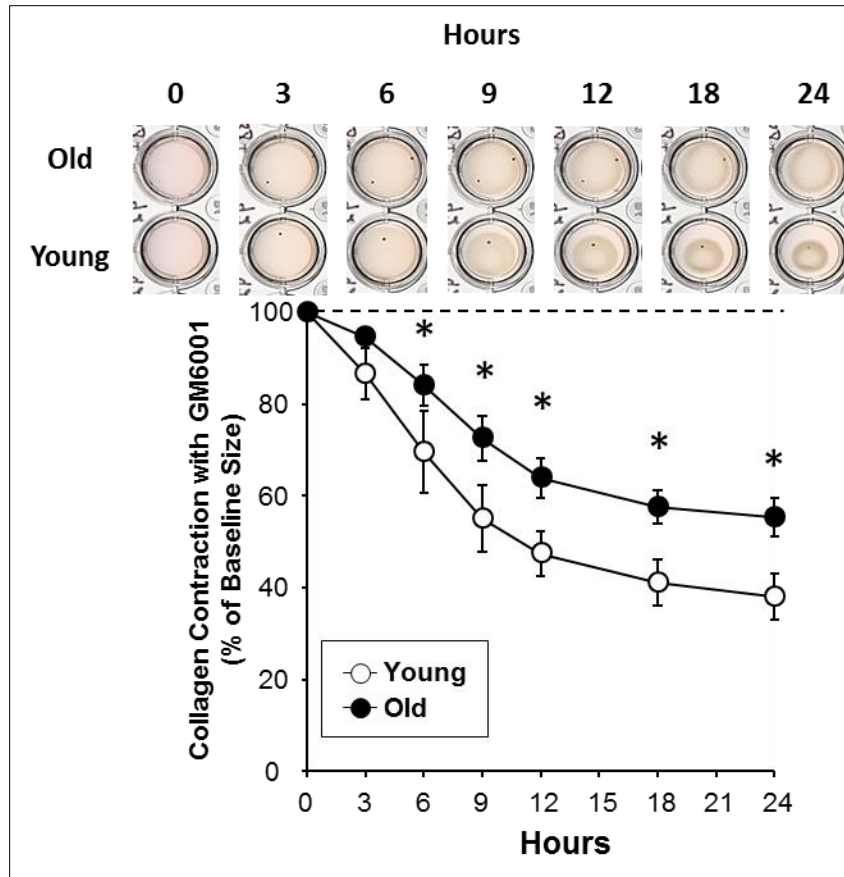 Hours
0 3 6 9 12 18 24
Old
Young
Collagen Contraction with GM6001
(% of Baseline Size)
100
*
*
80
*
*
*
60
40
Young
Old
20
0
0 3 6 9 12 15 18 21 24
Hours